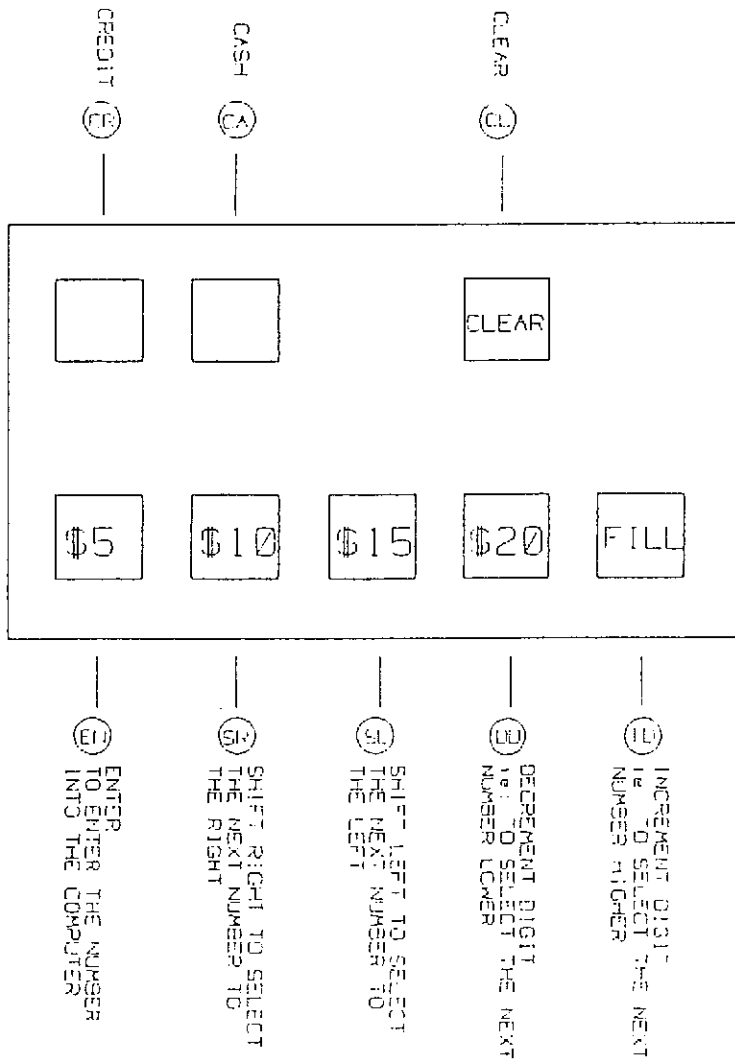 CREDIT
CR
CASH
CA
CLEAR
CL
CLEAR
$5
$10
$15
$20
FILL
EN
ENTER
TO ENTER THE NUMBER
INTO THE COMPUTER
SR
SHIFT RIGHT TO SELECT
THE NEXT NUMBER TO
THE RIGHT
SL
SHIFT LEFT TO SELECT
THE NEXT NUMBER TO
THE LEFT
DD
DECREMENT DIGIT
ie: TO SELECT THE NEXT
NUMBER LOWER
ID
INCREMENT DIGIT
ie TO SELECT THE NEXT
NUMBER HIGHER